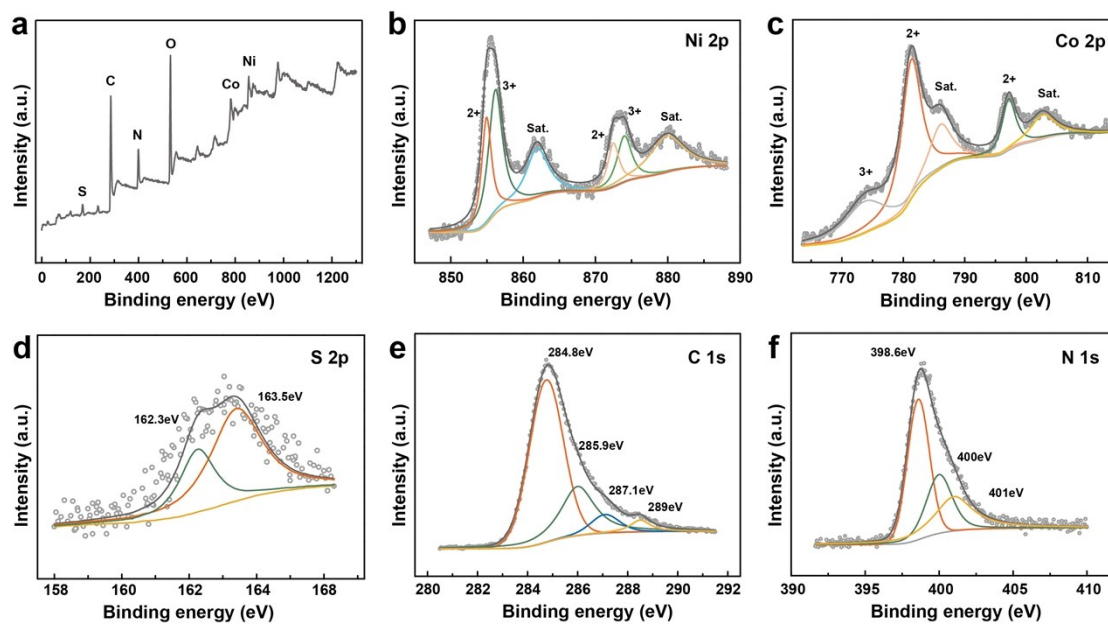 a
Intensity (a.u.)
S
C
N
O
Co
Ni
0 200 400 600 800 1000 1200
Binding energy (eV)
b
Ni 2p
Intensity (a.u.)
2+
3+
Sat.
2+
3+
Sat.
850 860 870 880 890
Binding energy (eV)
c
Co 2p
Intensity (a.u.)
3+
2+
Sat.
2+
Sat.
770 780 790 800 810
Binding energy (eV)
d
S 2p
Intensity (a.u.)
162.3eV
163.5eV
158 160 162 164 166 168
Binding energy (eV)
e
C 1s
Intensity (a.u.)
284.8eV
285.9eV
287.1eV
289eV
280 282 284 286 288 290 292
Binding energy (eV)
f
N 1s
Intensity (a.u.)
398.6eV
400eV
401eV
390 395 400 405 410
Binding energy (eV)